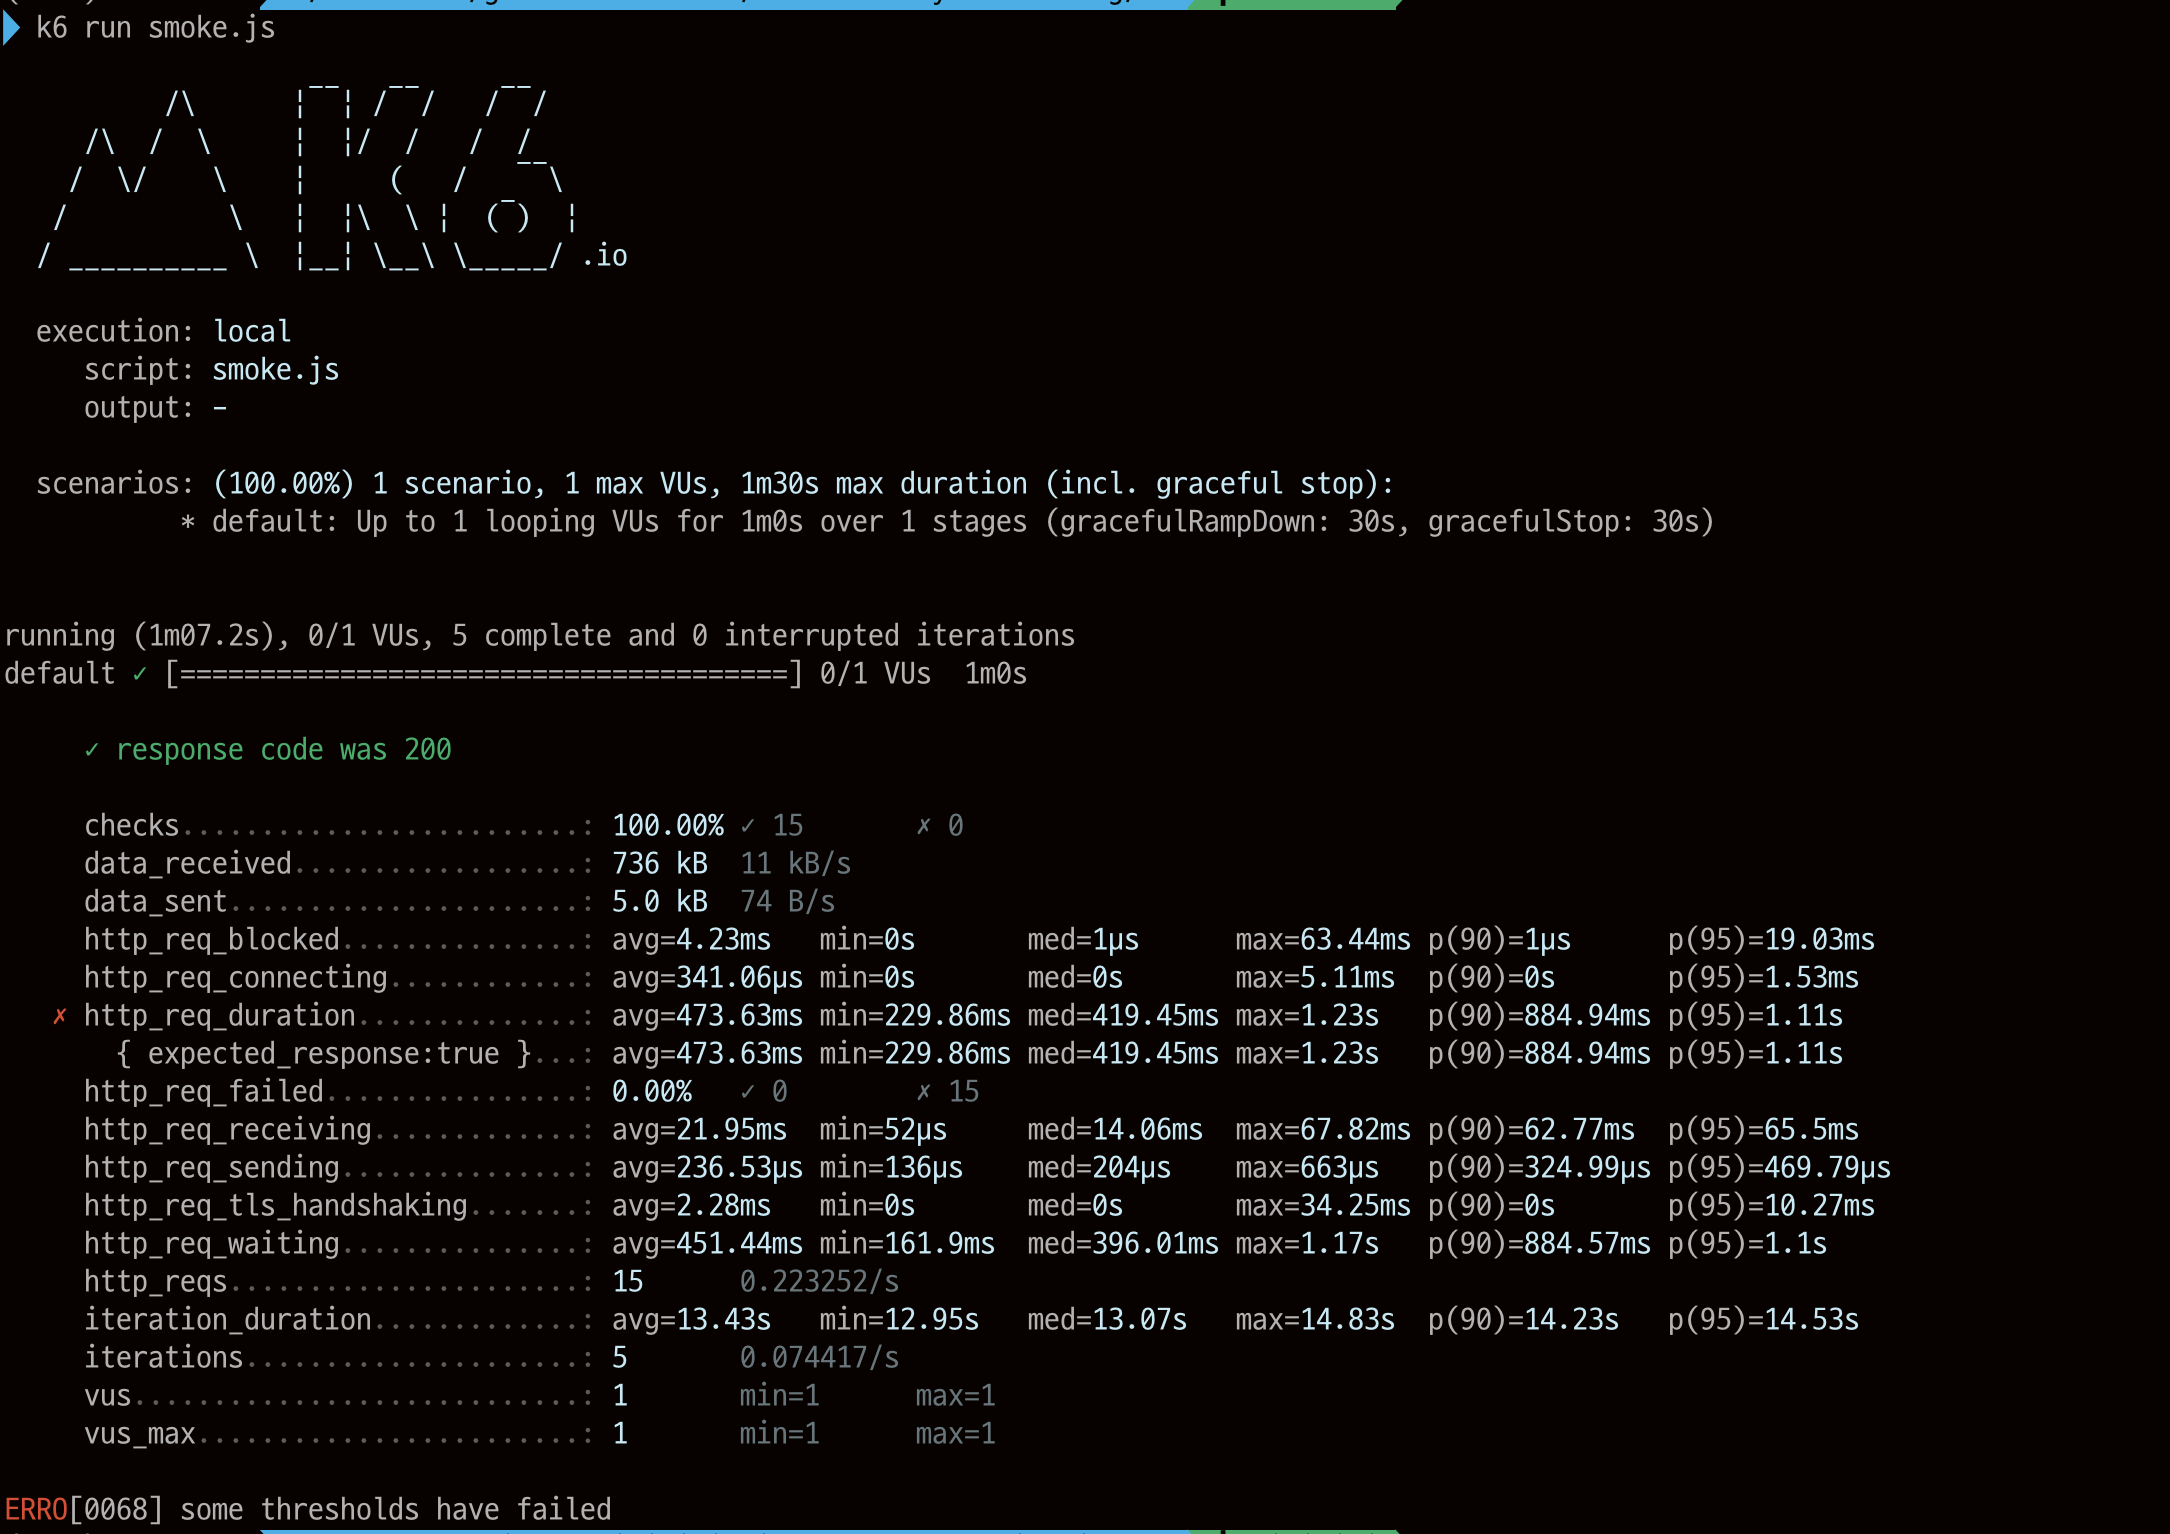 k6 run smoke.js
          /\      |‾‾| /‾‾/   /‾‾/
     /\  /  \     |  |/  /   /  /
    /  \/    \    |     (   /   ‾‾\
   /          \   |  |\  \ |  (‾)  |
  / __________ \  |__| \__\ \_____/ .io
execution: local
script: smoke.js
output: -
scenarios: (100.00%) 1 scenario, 1 max VUs, 1m30s max duration (incl. graceful stop):
* default: Up to 1 looping VUs for 1m0s over 1 stages (gracefulRampDown: 30s, gracefulStop: 30s)
running (1m07.2s), 0/1 VUs, 5 complete and 0 interrupted iterations
default ✓ [======================================] 0/1 VUs  1m0s
✓ response code was 200
checks.........................: 100.00% ✓ 15       ✗ 0
data_received..................: 736 kB  11 kB/s
data_sent......................: 5.0 kB  74 B/s
http_req_blocked...............: avg=4.23ms   min=0s       med=1µs      max=63.44ms p(90)=1µs      p(95)=19.03ms
http_req_connecting............: avg=341.06µs min=0s       med=0s       max=5.11ms  p(90)=0s       p(95)=1.53ms
✗ http_req_duration..............: avg=473.63ms min=229.86ms med=419.45ms max=1.23s   p(90)=884.94ms p(95)=1.11s
{ expected_response:true }...: avg=473.63ms min=229.86ms med=419.45ms max=1.23s   p(90)=884.94ms p(95)=1.11s
http_req_failed................: 0.00%   ✓ 0        ✗ 15
http_req_receiving.............: avg=21.95ms  min=52µs     med=14.06ms  max=67.82ms p(90)=62.77ms  p(95)=65.5ms
http_req_sending...............: avg=236.53µs min=136µs    med=204µs    max=663µs   p(90)=324.99µs p(95)=469.79µs
http_req_tls_handshaking.......: avg=2.28ms   min=0s       med=0s       max=34.25ms p(90)=0s       p(95)=10.27ms
http_req_waiting...............: avg=451.44ms min=161.9ms  med=396.01ms max=1.17s   p(90)=884.57ms p(95)=1.1s
http_reqs......................: 15      0.223252/s
iteration_duration.............: avg=13.43s   min=12.95s   med=13.07s   max=14.83s  p(90)=14.23s   p(95)=14.53s
iterations.....................: 5       0.074417/s
vus............................: 1       min=1      max=1
vus_max........................: 1       min=1      max=1
ERRO[0068] some thresholds have failed